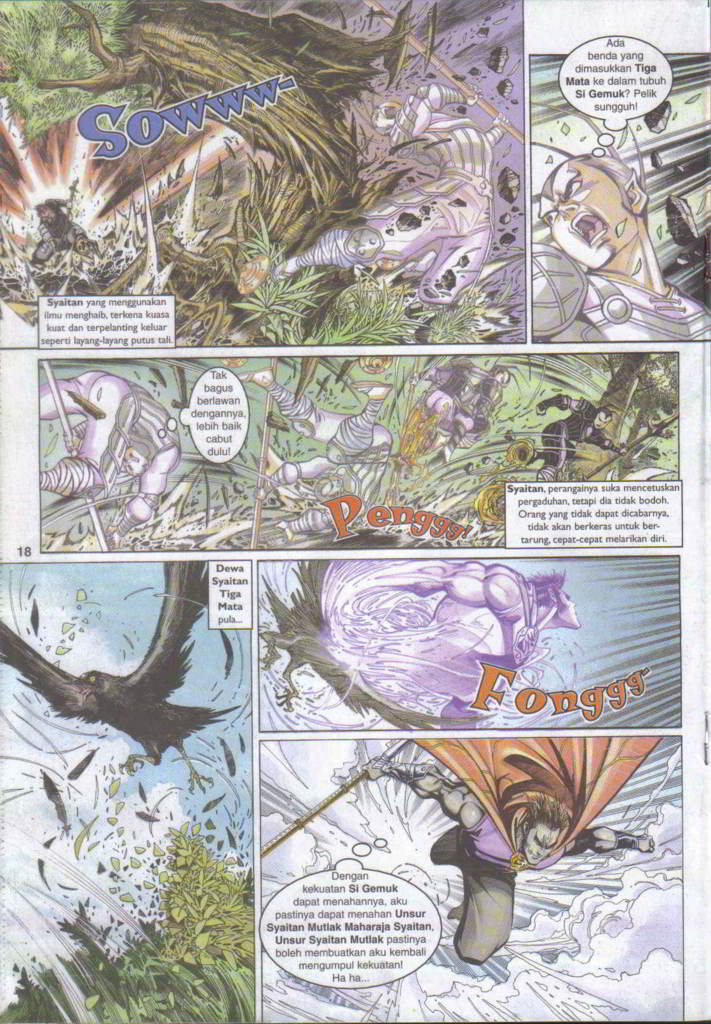 Sowww-
Syaitan yang menggunakan
ilmu menghaib, terkena kuasa
kuat dan terpelanting keluar
seperti layang-layang putus tali.
Ada
benda yang
dimasukkan Tiga
Mata ke dalam tubuh
Si Gemuk? Pelik
sungguh!
Tak
bagus
berlawan
dengannya,
lebih baik
cabut
dulu!
Penggg!
Syaitan, perangainya suka mencetuskan
pergaduhan, tetapi dia tidak bodoh.
Orang yang tidak dapat dicabarnya,
tidak akan berkeras untuk ber-
tarung, cepat-cepat melarikan diri.
18
Dewa
Syaitan
Tiga
Mata
pula...
Fonggg-
Dengan
kekuatan Si Gemuk
dapat menahannya, aku
pastinya dapat menahan Unsur
Syaitan Mutlak Maharaja Syaitan,
Unsur Syaitan Mutlak pastinya
boleh membuatkan aku kembali
mengumpul kekuatan!
Ha ha...